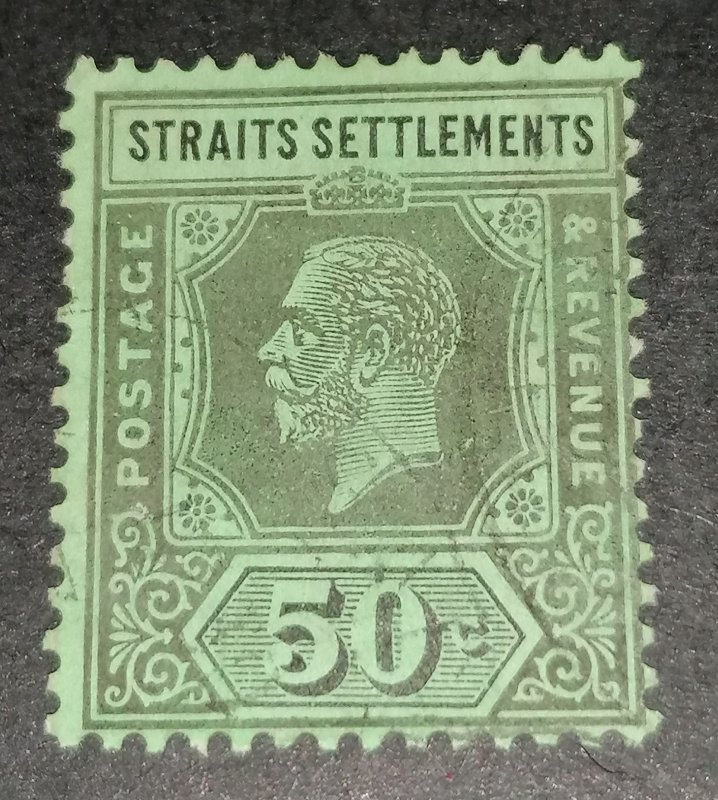 STRAITS SETTLEMENTS
POSTAGE
& REVENUE
50c